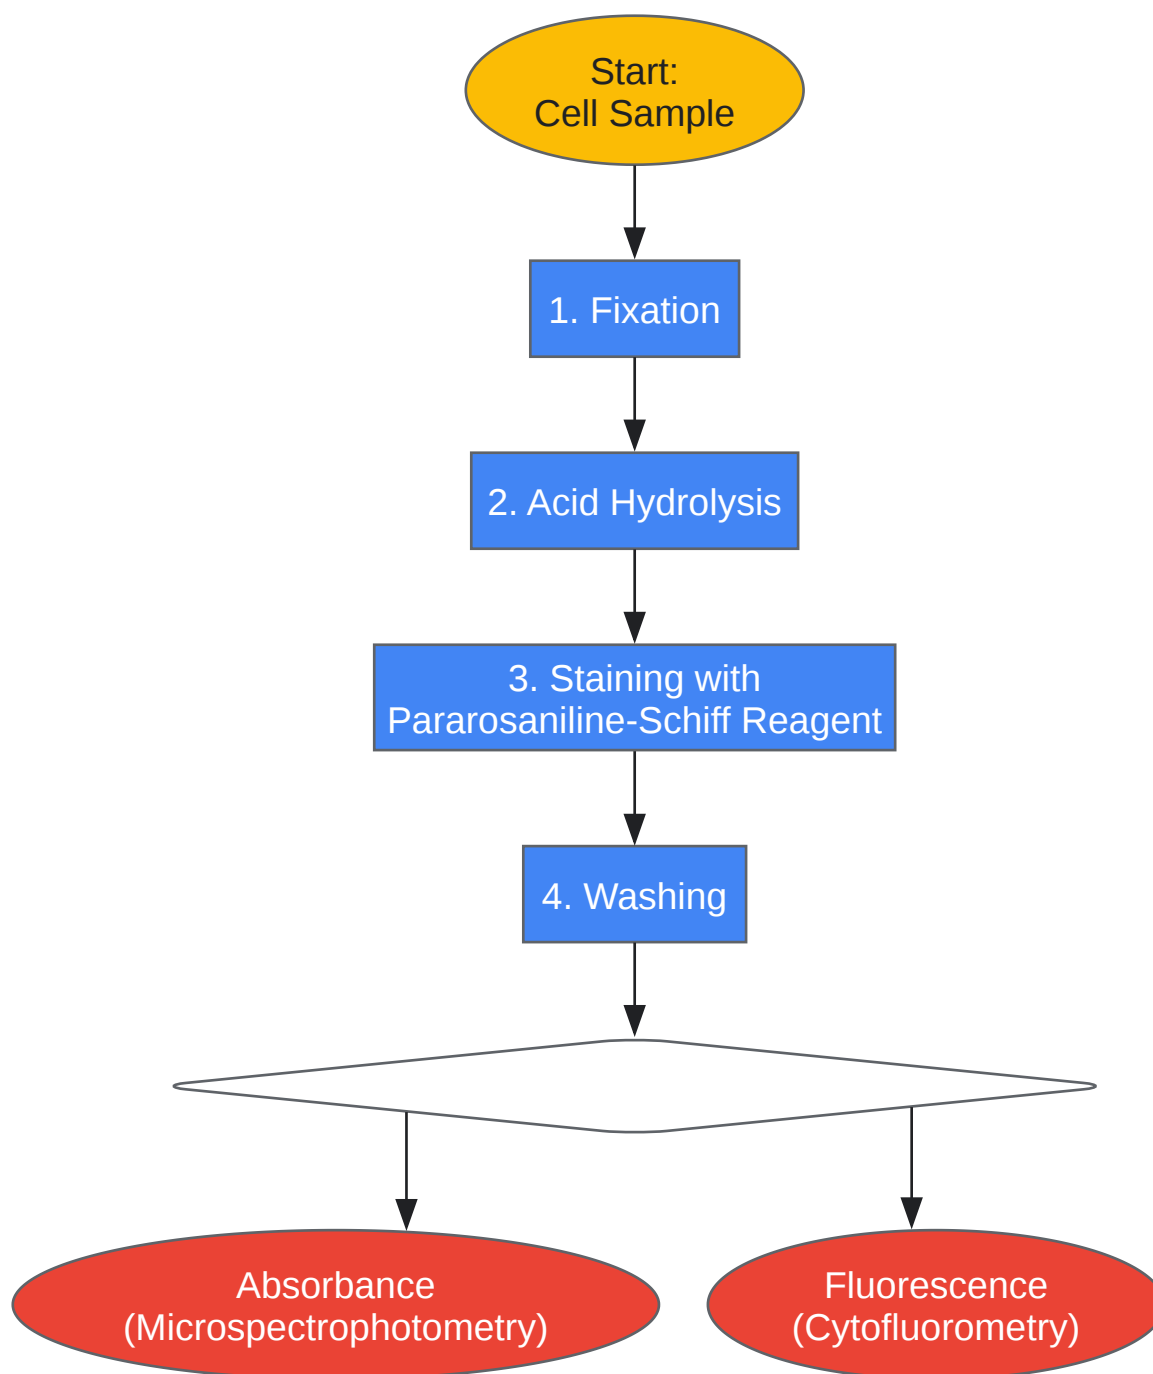 Start:
Cell Sample
1. Fixation
2. Acid Hydrolysis
3. Staining with
Pararosaniline-Schiff Reagent
4. Washing
Absorbance
(Microspectrophotometry)
Fluorescence
(Cytofluorometry)